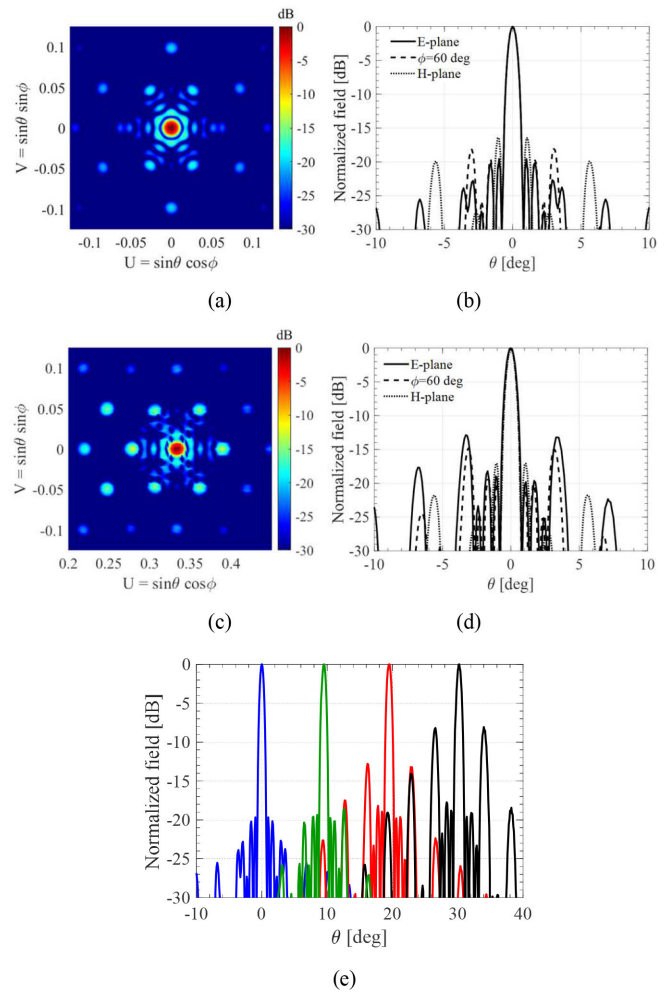 dB
0.1
0.05
0
-0.05
-0.1
V = sinθ sinϕ
-0.1 -0.05 0 0.05 0.1
U = sinθ cosϕ
0
-5
-10
-15
-20
-25
-30
(a)
0
-5
-10
-15
-20
-25
-30
Normalized field [dB]
E-plane
ϕ=60 deg
H-plane
-10 -5 0 5 10
θ [deg]
(b)
dB
0.1
0.05
0
-0.05
-0.1
V = sinθ sinϕ
0.2 0.25 0.3 0.35 0.4
U = sinθ cosϕ
0
-5
-10
-15
-20
-25
-30
(c)
0
-5
-10
-15
-20
-25
-30
Normalized field [dB]
E-plane
ϕ=60 deg
H-plane
-10 -5 0 5 10
θ [deg]
(d)
0
-5
-10
-15
-20
-25
-30
Normalized field [dB]
-10 0 10 20 30 40
θ [deg]
(e)